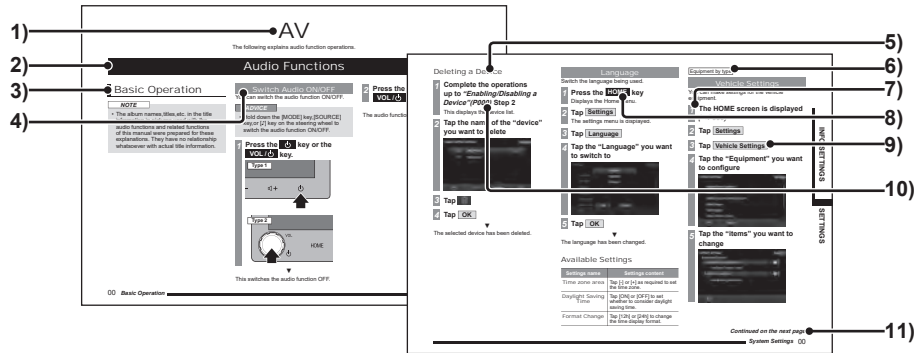 1)
2)
3)
4)
AV
The following explains audio function operations.
Audio Functions
Basic Operation
NOTE
• The album names,titles,etc. in the title
audio functions and related functions
of this manual were prepared for these
explanations. They have no relationship
whatsoever with actual title information.
Switch Audio ON/OFF
can switch the audio function ON/OFF.
ADVICE
old down the [MODE] key,[SOURCE]
key,or [♪] key on the steering wheel to
switch the audio function ON/OFF.
1 Press the ⏻ key or the
VOL/⏻ key.
Type 1
◁+
⏻
Type 2
VOL
⏻
HOME
▼
This switches the audio function OFF.
2 Press the
VOL/⏻
The audio functio
00 Basic Operation
Deleting a Device
1 Complete the operations
up to "Enabling/Disabling a
Device"(P000) Step 2
This displays the device list.
2 Tap the name of the "device"
you want to delete
3 Tap
4 Tap OK
▼
The selected device has been deleted.
Language
Switch the language being used.
1 Press the HOME key
Displays the Home menu.
2 Tap Settings
The settings menu is displayed.
3 Tap Language
4 Tap the "Language" you want
to switch to
5 Tap OK
▼
The language has been changed.
Available Settings
Settings name Settings content
Time zone area Tap [-] or [+] as required to set
the time zone.
Daylight Saving Time Tap [ON] or [OFF] to set
whether to consider daylight
saving time.
Format Change Tap [12h] or [24h] to change
the time display format.
Equipment by type
Vehicle Settings
settings for the vehicle
1 The HOME screen is displayed
2 Tap Settings
3 Tap Vehicle Settings
4 Tap the "Equipment" you want
to configure
5 Tap the "items" you want to
change
INFO SETTINGS
SETTINGS
Continued on the next page
System Settings 00
5)
6)
7)
8)
9)
10)
11)